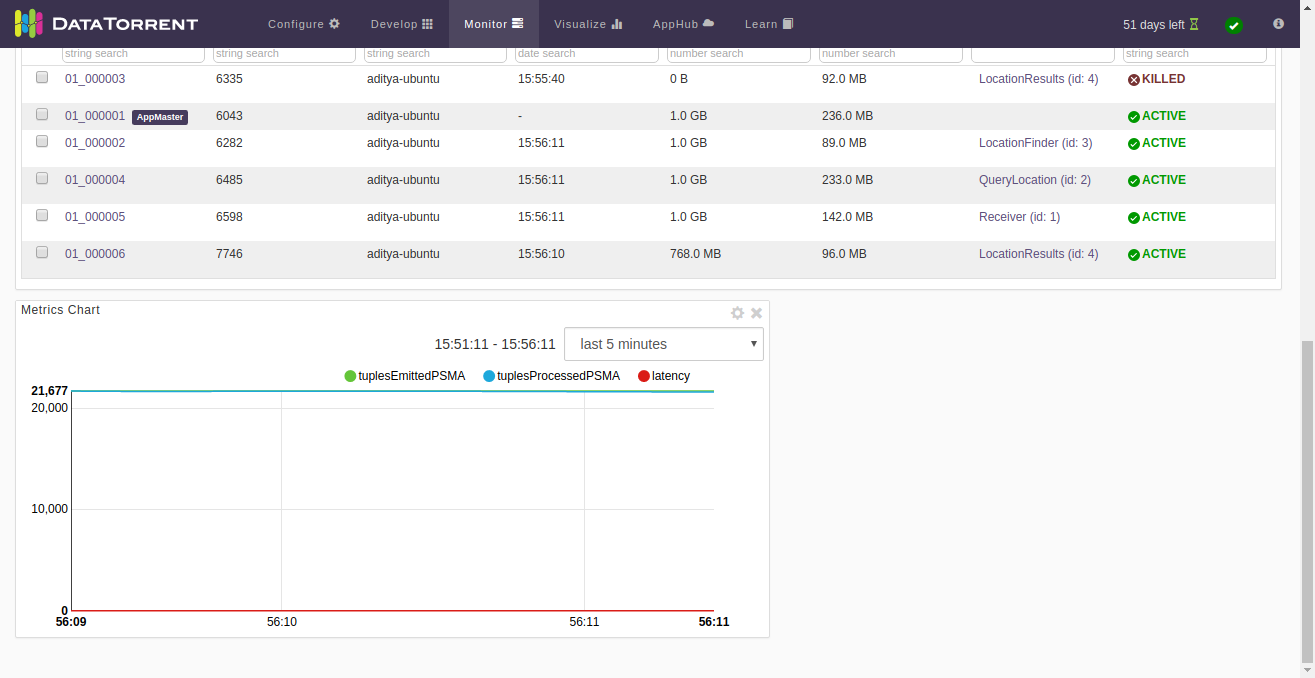 DATATORRENT Configure Develop Monitor Visualize AppHub Learn 51 days left
string search string search string search date search number search number search string search
01_000003 6335 aditya-ubuntu 15:55:40 0 B 92.0 MB LocationResults (id: 4) KILLED
01_000001 AppMaster 6043 aditya-ubuntu - 1.0 GB 236.0 MB ACTIVE
01_000002 6282 aditya-ubuntu 15:56:11 1.0 GB 89.0 MB LocationFinder (id: 3) ACTIVE
01_000004 6485 aditya-ubuntu 15:56:11 1.0 GB 233.0 MB QueryLocation (id: 2) ACTIVE
01_000005 6598 aditya-ubuntu 15:56:11 1.0 GB 142.0 MB Receiver (id: 1) ACTIVE
01_000006 7746 aditya-ubuntu 15:56:10 768.0 MB 96.0 MB LocationResults (id: 4) ACTIVE
Metrics Chart
15:51:11 - 15:56:11 last 5 minutes
tuplesEmittedPSMA tuplesProcessedPSMA latency
21,677
20,000
10,000
0
56:09 56:10 56:11 56:11